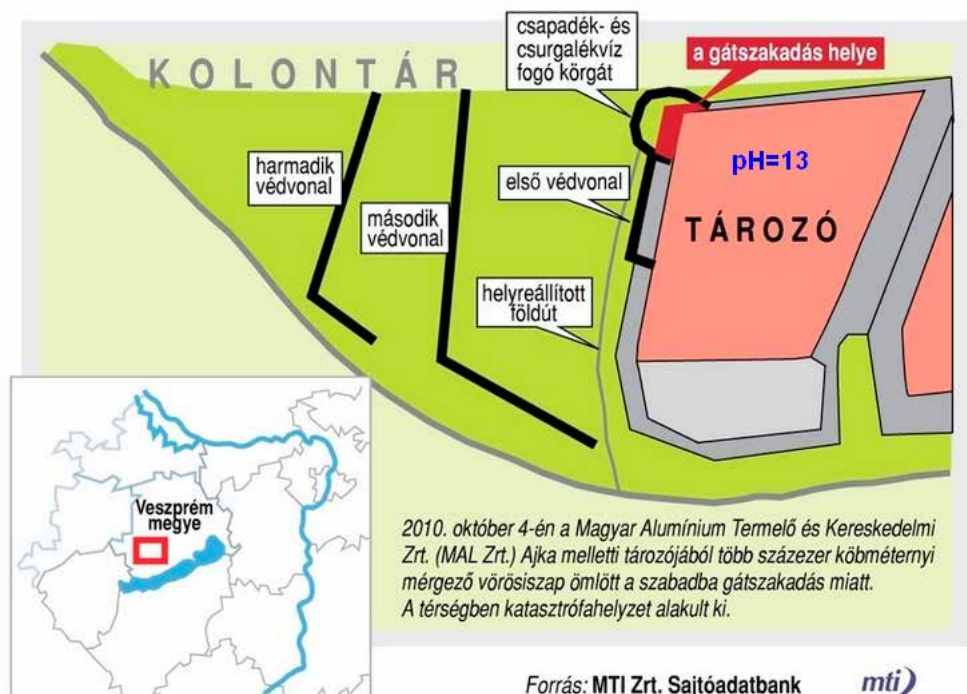 KOLONTÁR
csapadék- és
csurgalékvíz
fogó körgát
a gátszakadás helye
pH=13
harmadik
védvonal
első védvonal
második
védvonal
TÁROZÓ
helyreállított
földút
Veszprém
megye
2010. október 4-én a Magyar Alumínium Termelő és Kereskedelmi
Zrt. (MAL Zrt.) Ajka melletti tározójából több százezer köbméternyi
mérgező vörösiszap ömlött a szabadba gátszakadás miatt.
A térségben katasztrófahelyzet alakult ki.
Forrás: MTI Zrt. Sajtóadatbank
mti